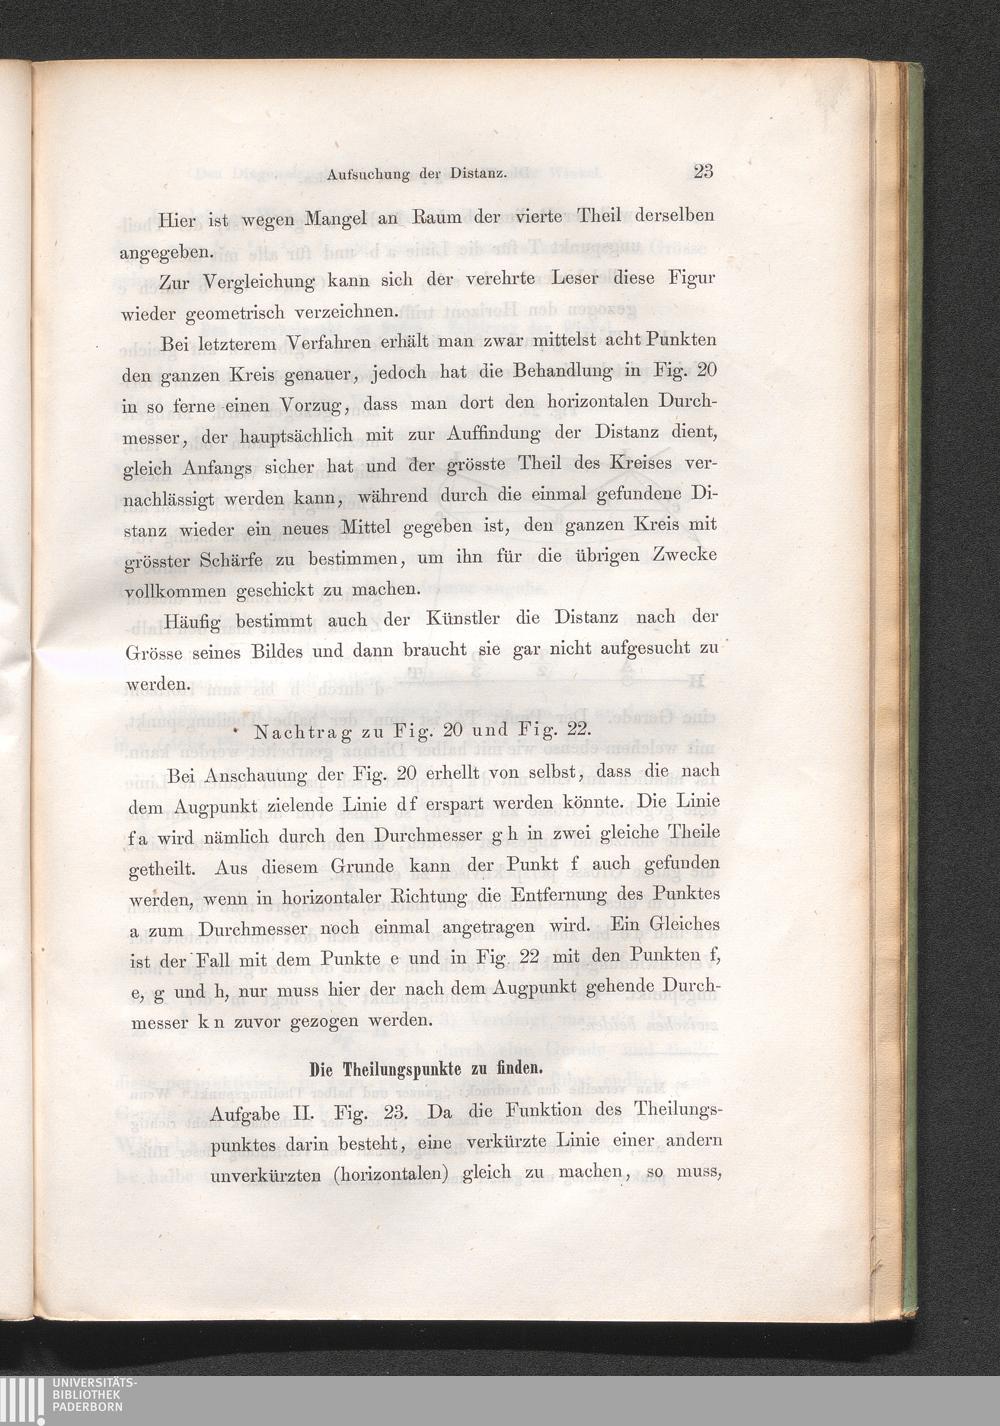 Aufsuchung der Distanz. 23
Hier ist wegen Mangel an Raum der vierte Theil derselben
angegeben.
Zur Vergleichung kann sich der verehrte Leser diese Figur
wieder geometrisch verzeichnen.
Bei letzterem Verfahren erhält man zwar mittelst acht Punkten
den ganzen Kreis genauer, jedoch hat die Behandlung in Fig. 20
in so ferne einen Vorzug, dass man dort den horizontalen Durch-
messer, der hauptsächlich mit zur Auffindung der Distanz dient,
gleich Anfangs sicher hat und der grösste Theil des Kreises ver-
nachlässigt werden kann, während durch die einmal gefundene Di-
stanz wieder ein neues Mittel gegeben ist, den ganzen Kreis mit
grösster Schärfe zu bestimmen, um ihn für die übrigen Zwecke
vollkommen geschickt zu machen.
Häufig bestimmt auch der Künstler die Distanz nach der
Grösse seines Bildes und dann braucht sie gar nicht aufgesucht zu
werden.
Nachtrag zu Fig. 20 und Fig. 22.
Bei Anschauung der Fig. 20 erhellt von selbst, dass die nach
dem Augpunkt zielende Linie d f erspart werden könnte. Die Linie
f a wird nämlich durch den Durchmesser g h in zwei gleiche Theile
getheilt. Aus diesem Grunde kann der Punkt f auch gefunden
werden, wenn in horizontaler Richtung die Entfernung des Punktes
a zum Durchmesser noch einmal angetragen wird. Ein Gleiches
ist der Fall mit dem Punkte e und in Fig. 22 mit den Punkten f,
e, g und h, nur muss hier der nach dem Augpunkt gehende Durch-
messer k n zuvor gezogen werden.
Die Theilungspunkte zu finden.
Aufgabe II. Fig. 23. Da die Funktion des Theilungs-
punktes darin besteht, eine verkürzte Linie einer andern
unverkürzten (horizontalen) gleich zu machen, so muss,
UNIVERSITÄTS-
BIBLIOTHEK
PADERBORN